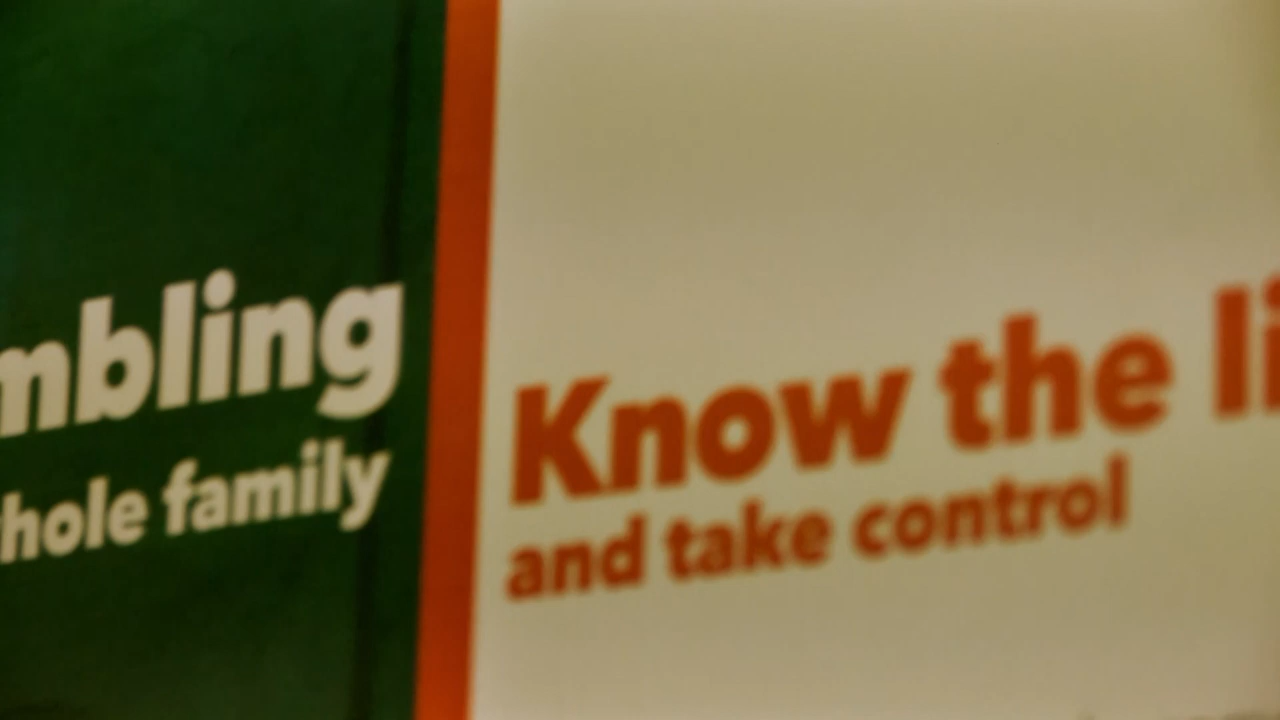 mbling
hole family
Know the li
and take control